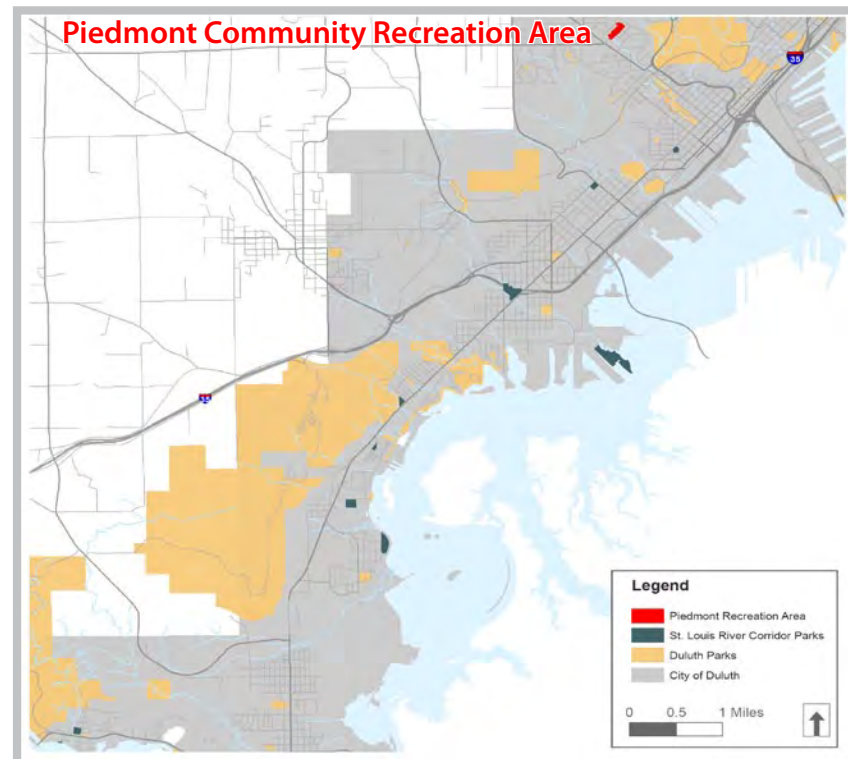 Piedmont Community Recreation Area
35
35
Legend
Piedmont Recreation Area
St. Louis River Corridor Parks
Duluth Parks
City of Duluth
0 0.5 1 Miles